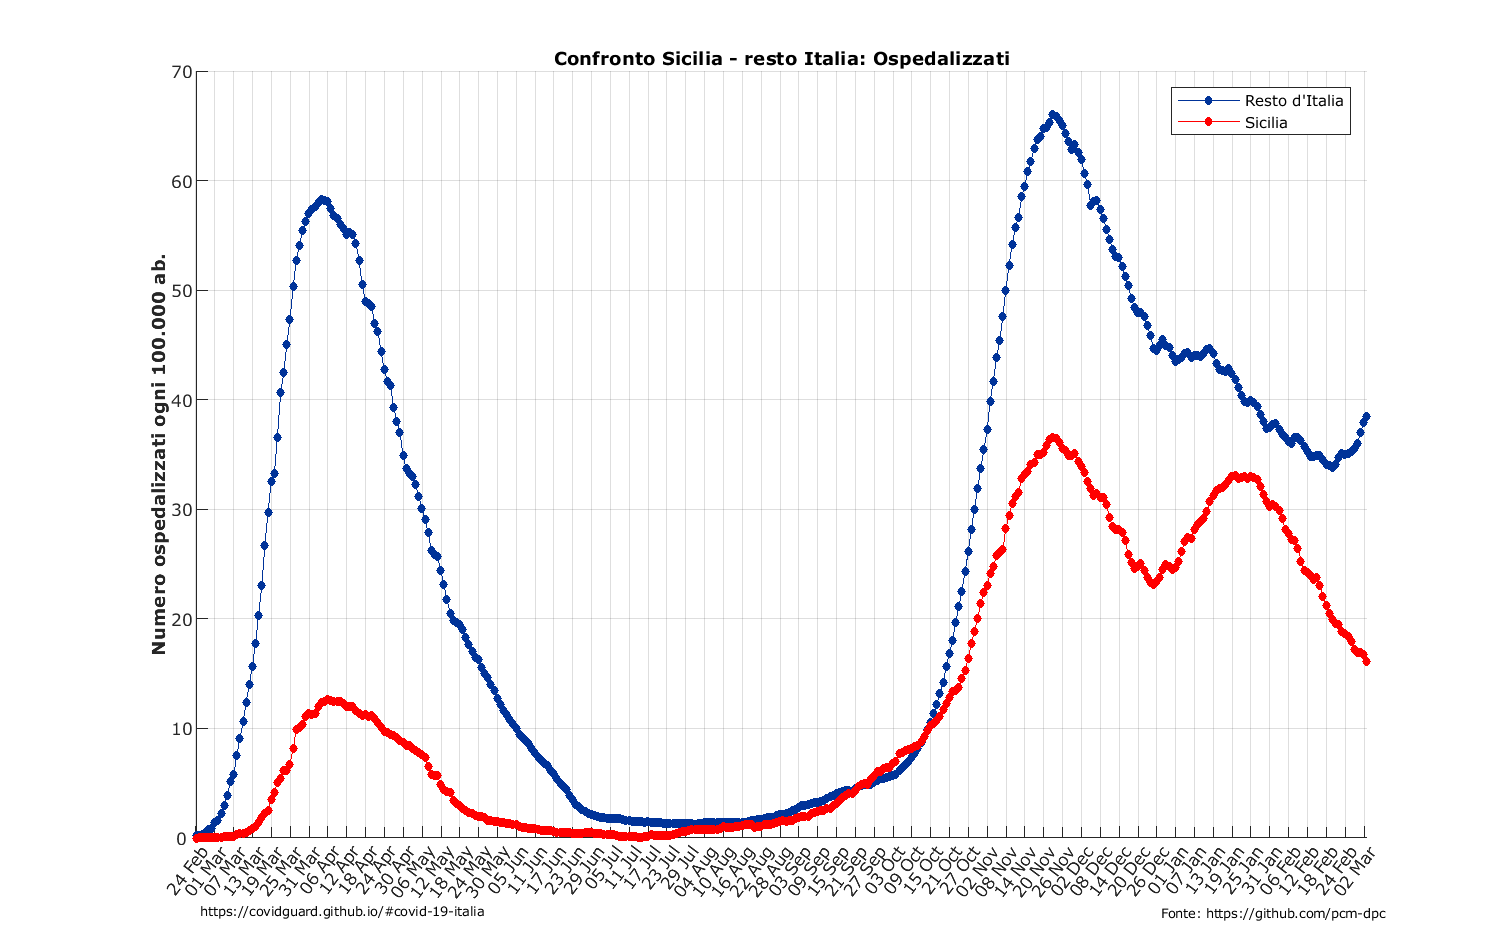 Confronto Sicilia - resto Italia: Ospedalizzati
Resto d'Italia
Sicilia
Numero ospedalizzati ogni 100.000 ab.
70
60
50
40
30
20
10
0
24 Feb
01 Mar
07 Mar
13 Mar
19 Mar
25 Mar
31 Mar
06 Apr
12 Apr
18 Apr
24 Apr
30 Apr
06 May
12 May
18 May
24 May
30 May
05 Jun
11 Jun
17 Jun
23 Jun
29 Jun
05 Jul
11 Jul
17 Jul
23 Jul
29 Jul
04 Aug
10 Aug
16 Aug
22 Aug
28 Aug
03 Sep
09 Sep
15 Sep
21 Sep
27 Sep
03 Oct
09 Oct
15 Oct
21 Oct
27 Oct
02 Nov
08 Nov
14 Nov
20 Nov
26 Nov
02 Dec
08 Dec
14 Dec
20 Dec
26 Dec
01 Jan
07 Jan
13 Jan
19 Jan
25 Jan
31 Jan
06 Feb
12 Feb
18 Feb
24 Feb
02 Mar
https://covidguard.github.io/#covid-19-italia
Fonte: https://github.com/pcm-dpc